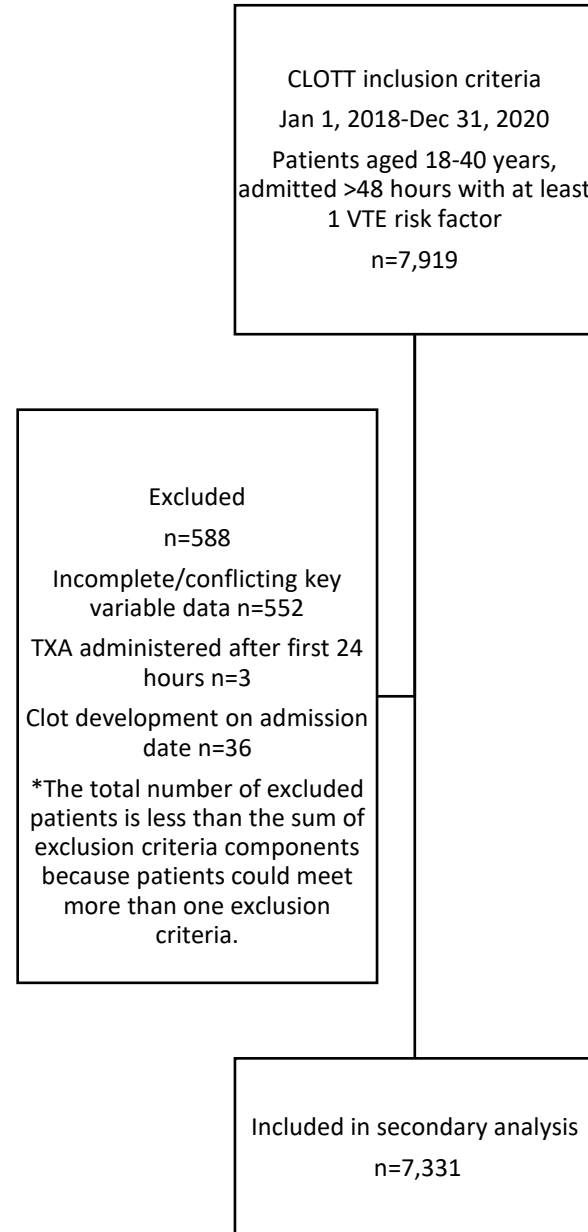 CLOTT inclusion criteria
Jan 1, 2018-Dec 31, 2020
Patients aged 18-40 years,
admitted >48 hours with at least
1 VTE risk factor
n=7,919
Excluded
n=588
Incomplete/conflicting key
variable data n=552
TXA administered after first 24
hours n=3
Clot development on admission
date n=36
*The total number of excluded
patients is less than the sum of
exclusion criteria components
because patients could meet
more than one exclusion
criteria.
Included in secondary analysis
n=7,331